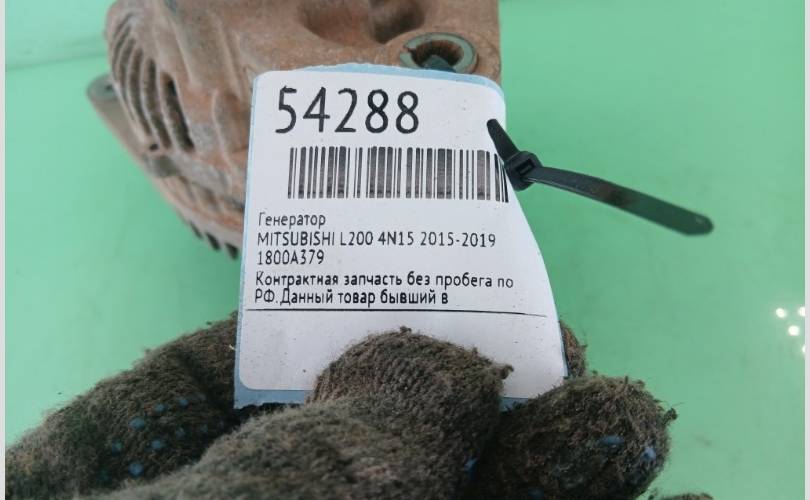 54288
Генератор
MITSUBISHI L200 4N15 2015-2019
1800A379
Контрактная запчасть без пробега по
РФ. Данный товар бывший в